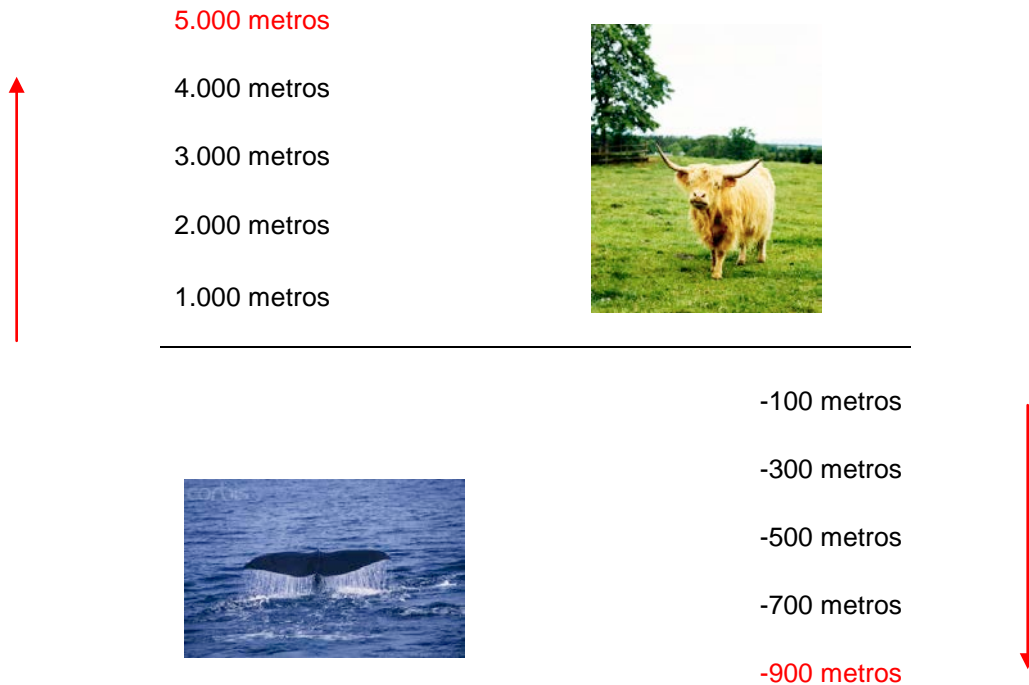 5.000 metros
4.000 metros
3.000 metros
2.000 metros
1.000 metros
-100 metros
-300 metros
corbis
-500 metros
-700 metros
-900 metros